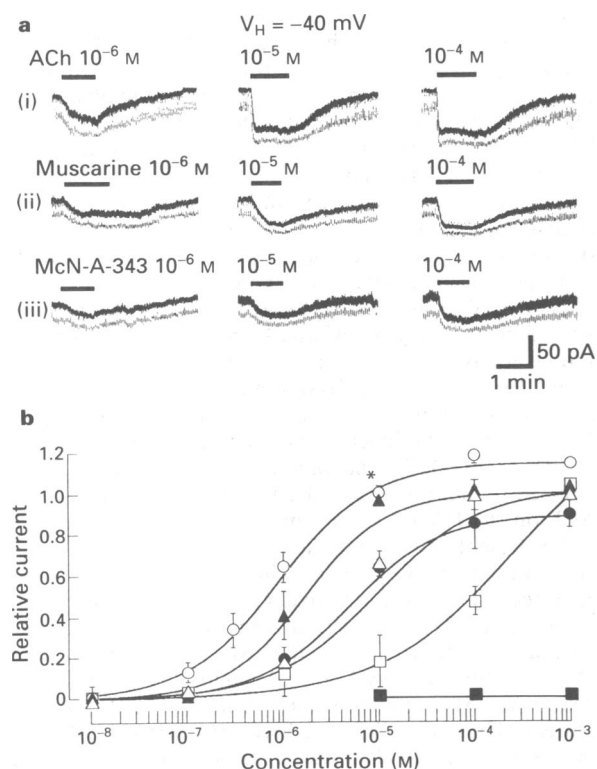 a
V_H = −40 mV
ACh 10⁻⁶ M 10⁻⁵ M 10⁻⁴ M
(i)
Muscarine 10⁻⁶ M 10⁻⁵ M 10⁻⁴ M
(ii)
McN-A-343 10⁻⁶ M 10⁻⁵ M 10⁻⁴ M
(iii)
50 pA
1 min
b
1.2
*
1.0
0.8
0.6
0.4
0.2
0
Relative current
10⁻⁸ 10⁻⁷ 10⁻⁶ 10⁻⁵ 10⁻⁴ 10⁻³
Concentration (M)